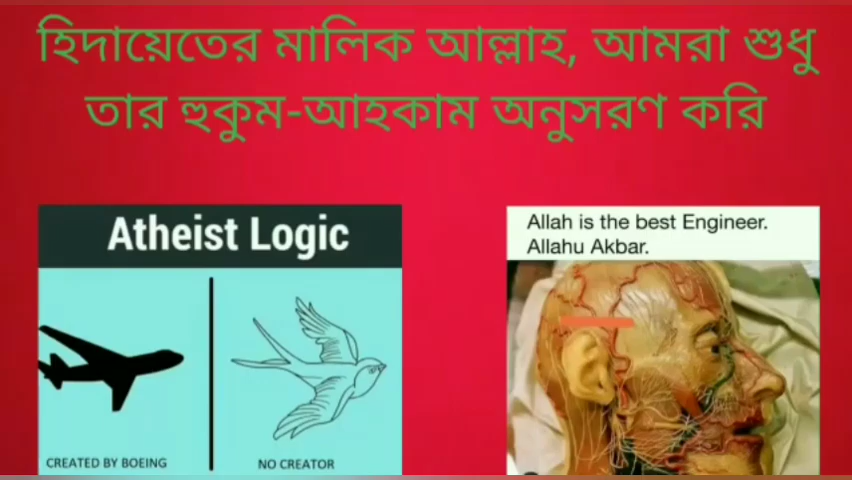 হিদায়েতের মালিক আল্লাহ, আমরা শুধু
তার হুকুম-আহকাম অনুসরণ করি
Atheist Logic
CREATED BY BOEING
NO CREATOR
Allah is the best Engineer.
Allahu Akbar.